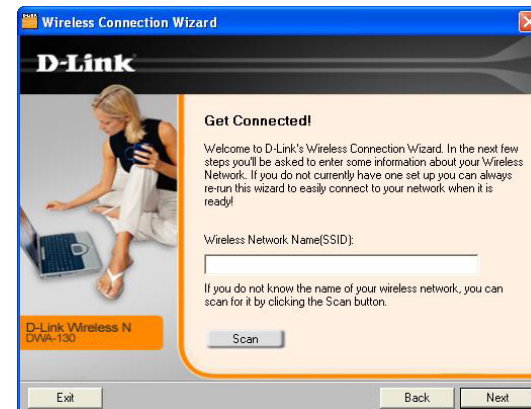 Wireless Connection Wizard
D-Link
Get Connected!
Welcome to D-Link's Wireless Connection Wizard. In the next few
steps you'll be asked to enter some information about your Wireless
Network. If you do not currently have one set up you can always
re-run this wizard to easily connect to your network when it is
ready!
Wireless Network Name(SSID):
If you do not know the name of your wireless network, you can
scan for it by clicking the Scan button.
D-Link Wireless N
DWA-130
Scan
Exit
Back
Next